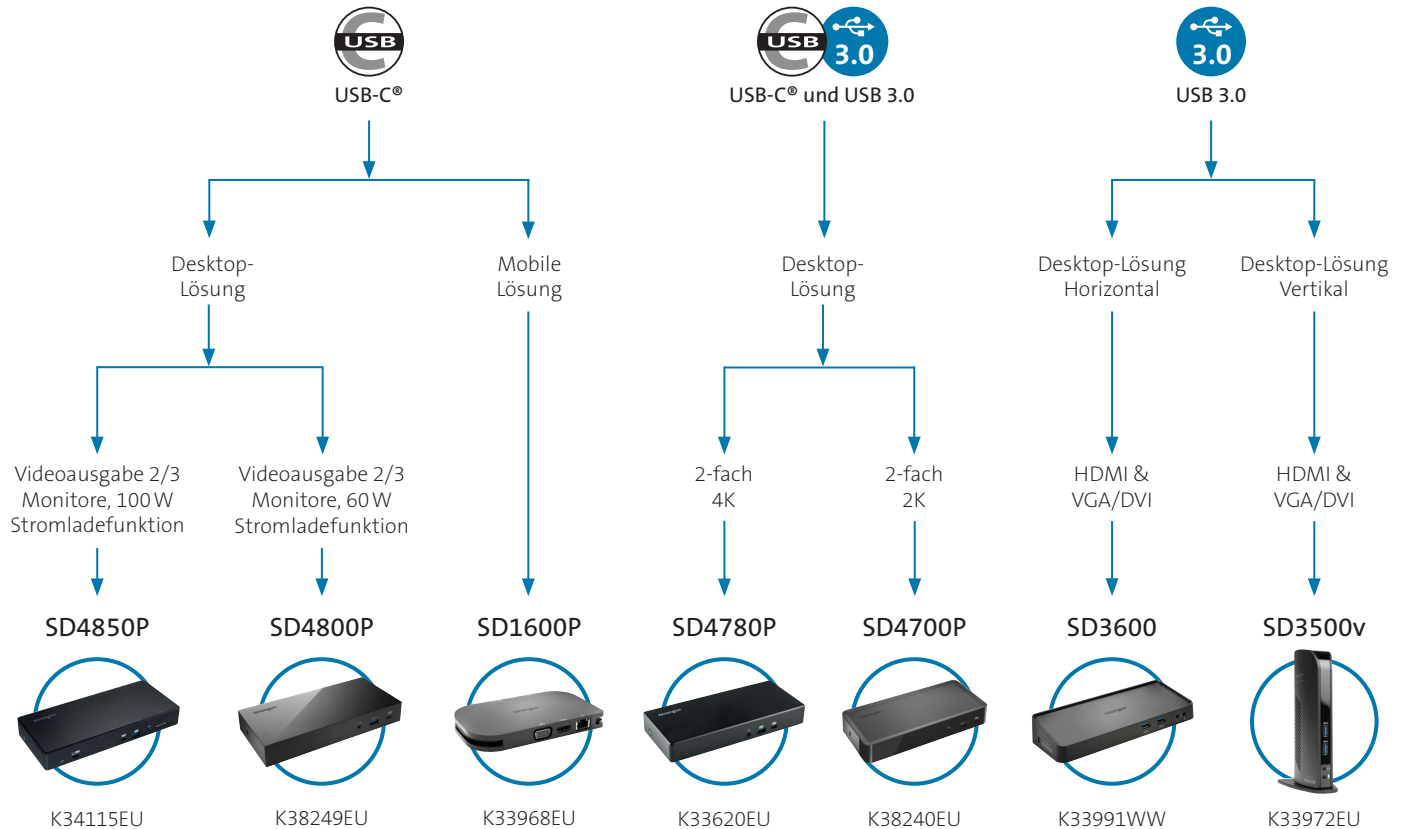 USB
USB
3.0
3.0
USB-C®
USB-C® und USB 3.0
USB 3.0
Desktop-
Lösung
Mobile
Lösung
Desktop-
Lösung
Desktop-Lösung
Horizontal
Desktop-Lösung
Vertikal
Videoausgabe 2/3
Monitore, 100 W
Stromladefunktion
Videoausgabe 2/3
Monitore, 60 W
Stromladefunktion
2-fach
4K
2-fach
2K
HDMI &
VGA/DVI
HDMI &
VGA/DVI
SD4850P
SD4800P
SD1600P
SD4780P
SD4700P
SD3600
SD3500v
K34115EU
K38249EU
K33968EU
K33620EU
K38240EU
K33991WW
K33972EU